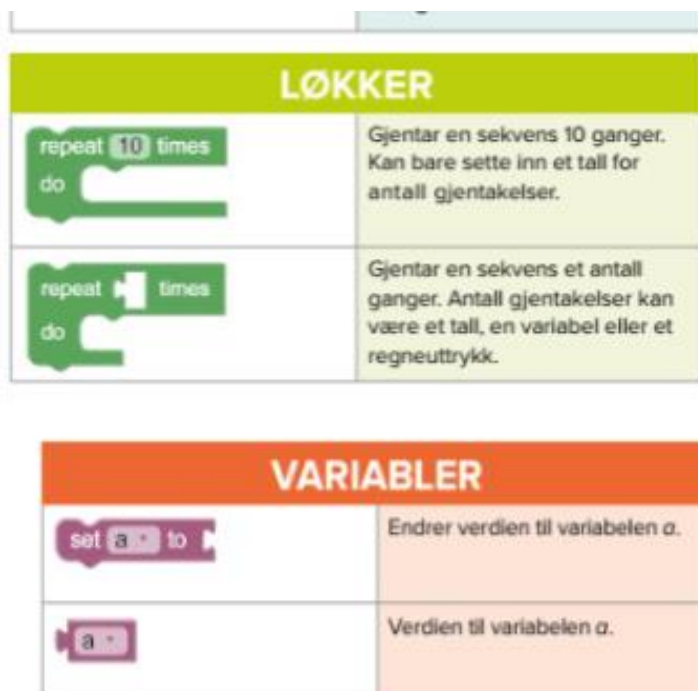 LØKKER
repeat 10 times
do
Gjentar en sekvens 10 ganger.
Kan bare sette inn et tall for
antall gjentakelser.
repeat times
do
Gjentar en sekvens et antall
ganger. Antall gjentakelser kan
være et tall, en variabel eller et
regneuttrykk.
VARIABLER
set a to
Endrer verdien til variabelen a.
a
Verdien til variabelen a.